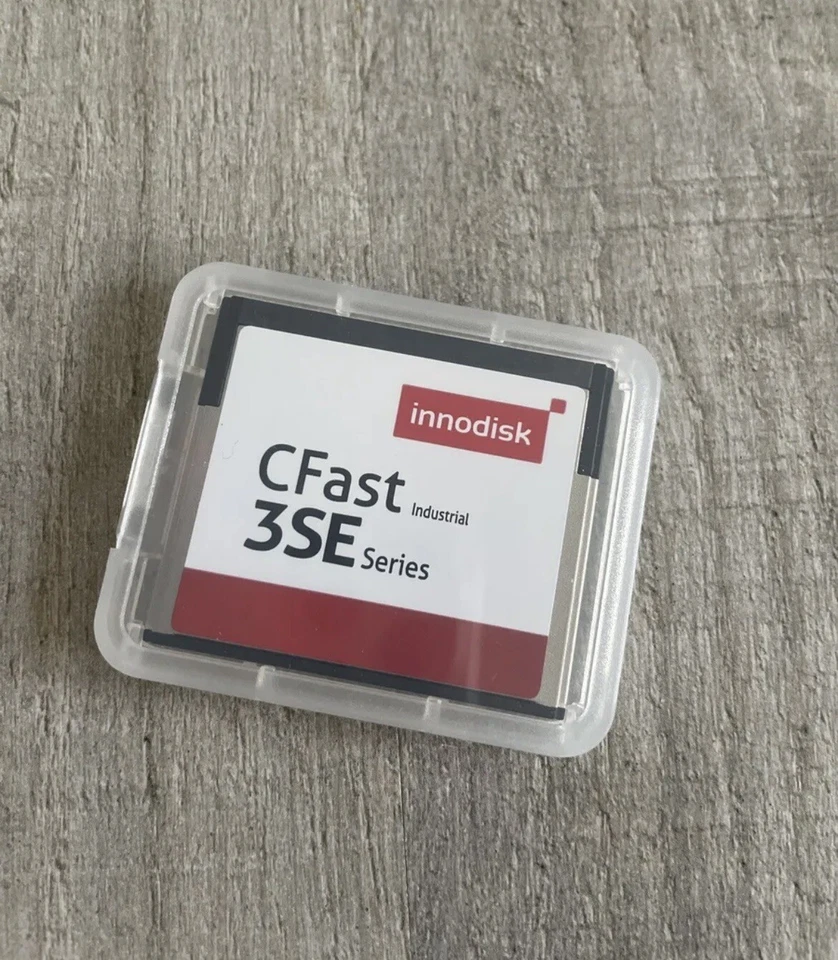 innodisk
CFast Industrial
3SE Series